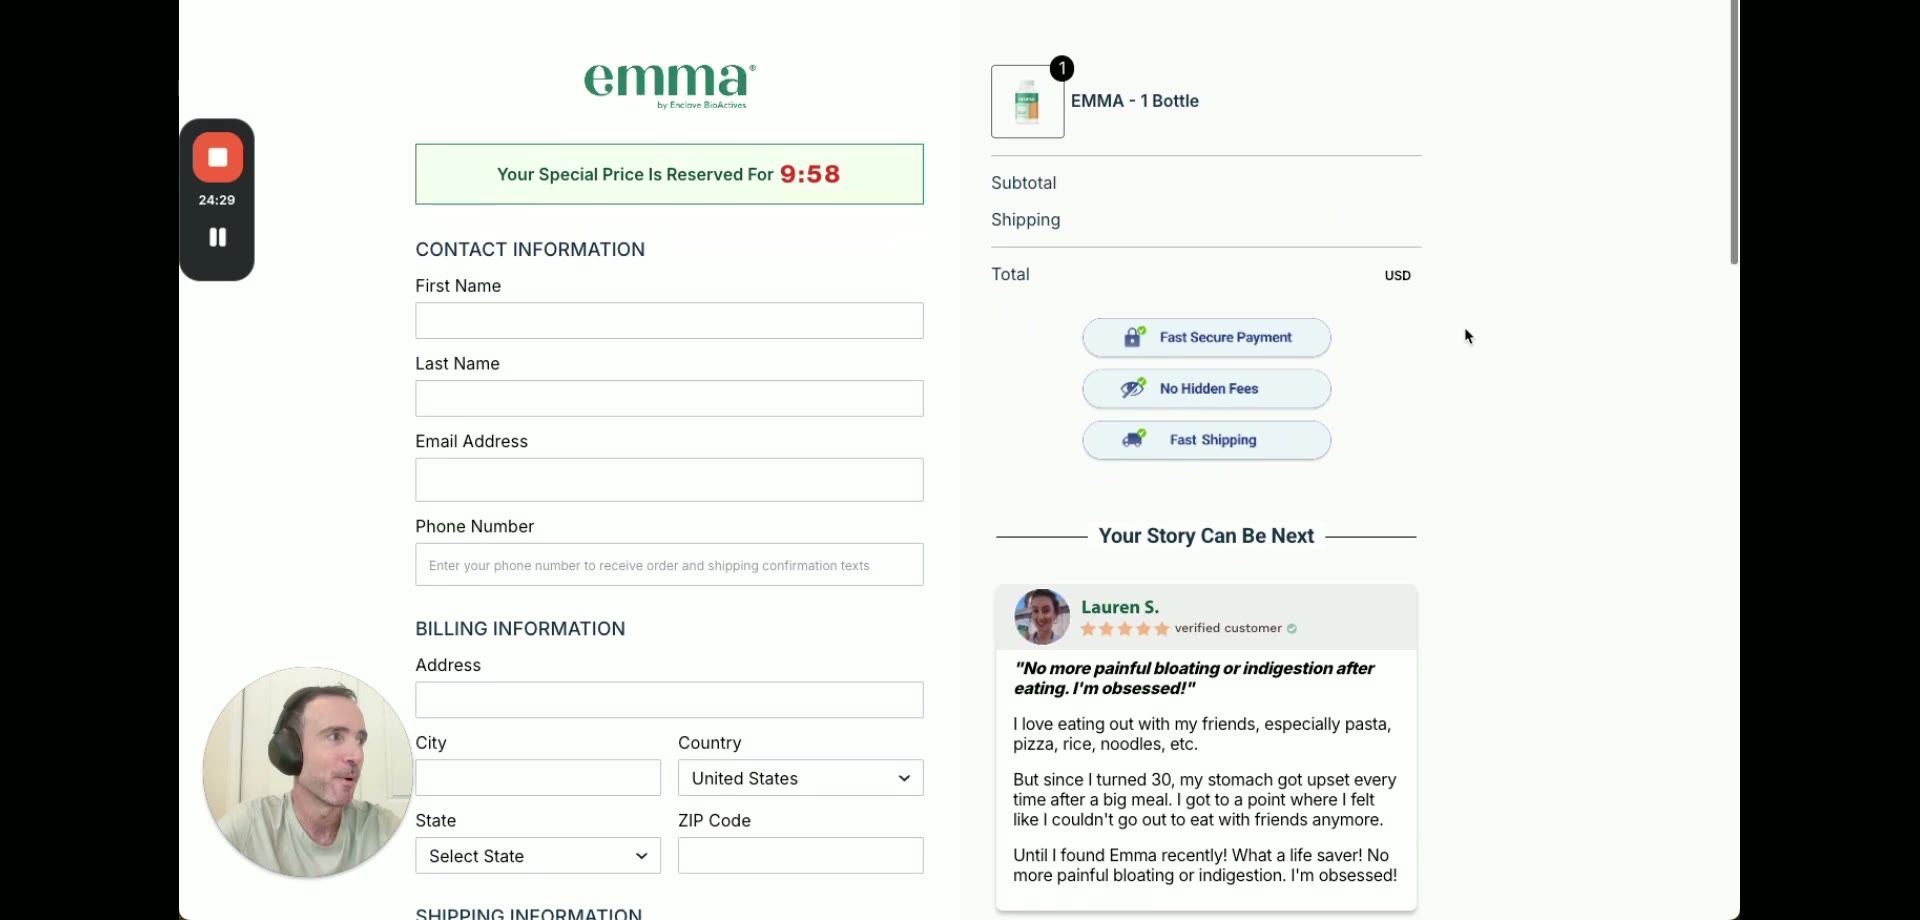 emma®
by Enclave BioActives
Your Special Price Is Reserved For 9:58
24:29
CONTACT INFORMATION
First Name
Last Name
Email Address
Phone Number
Enter your phone number to receive order and shipping confirmation texts
BILLING INFORMATION
Address
City
Country
United States
State
ZIP Code
Select State
SHIPPING INFORMATION
1
emma
EMMA - 1 Bottle
Subtotal
Shipping
Total
USD
Fast Secure Payment
No Hidden Fees
Fast Shipping
Your Story Can Be Next
Lauren S.
verified customer
"No more painful bloating or indigestion after
eating. I'm obsessed!"
I love eating out with my friends, especially pasta,
pizza, rice, noodles, etc.
But since I turned 30, my stomach got upset every
time after a big meal. I got to a point where I felt
like I couldn't go out to eat with friends anymore.
Until I found Emma recently! What a life saver! No
more painful bloating or indigestion. I'm obsessed!